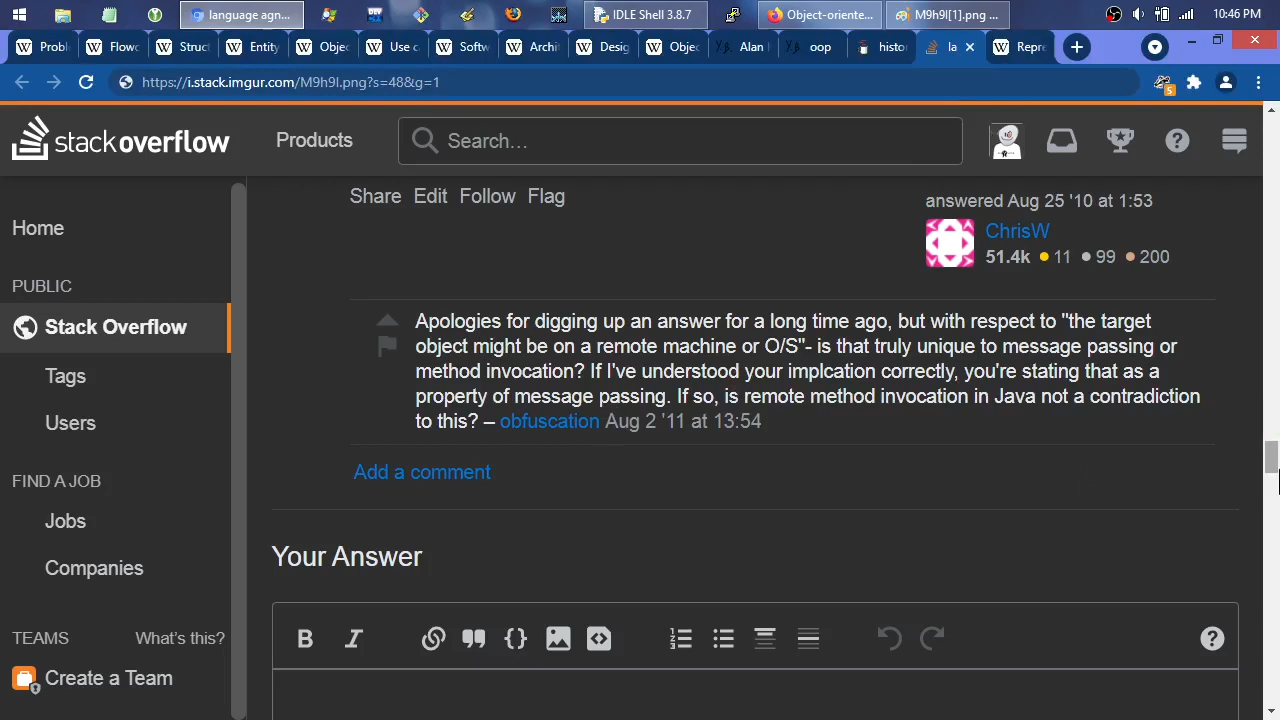 language agn...
IDLE Shell 3.8.7
Object-oriente...
M9h9l[1].png ...
10:46 PM
Probl
Flowc
Struct
Entity
Objec
Use c
Softw
Archi
Desig
Objec
Alan
oop
histo
la
Repre
https://i.stack.imgur.com/M9h9l.png?s=48&g=1
5
stackoverflow
Products
Search...
Home
PUBLIC
Stack Overflow
Tags
Users
FIND A JOB
Jobs
Companies
TEAMS
What's this?
Create a Team
Share Edit Follow Flag
answered Aug 25 '10 at 1:53
ChrisW
51.4k 11 99 200
Apologies for digging up an answer for a long time ago, but with respect to "the target
object might be on a remote machine or O/S"- is that truly unique to message passing or
method invocation? If I've understood your implcation correctly, you're stating that as a
property of message passing. If so, is remote method invocation in Java not a contradiction
to this? – obfuscation Aug 2 '11 at 13:54
Add a comment
Your Answer
B I